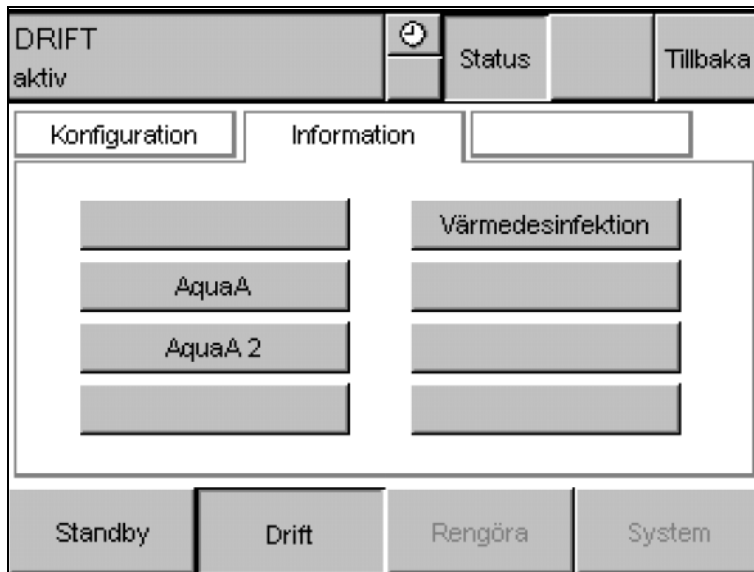 DRIFT
aktiv
Status
Tillbaka
Konfiguration
Information
Värmedesinfektion
AquaA
AquaA 2
Standby
Drift
Rengöra
System